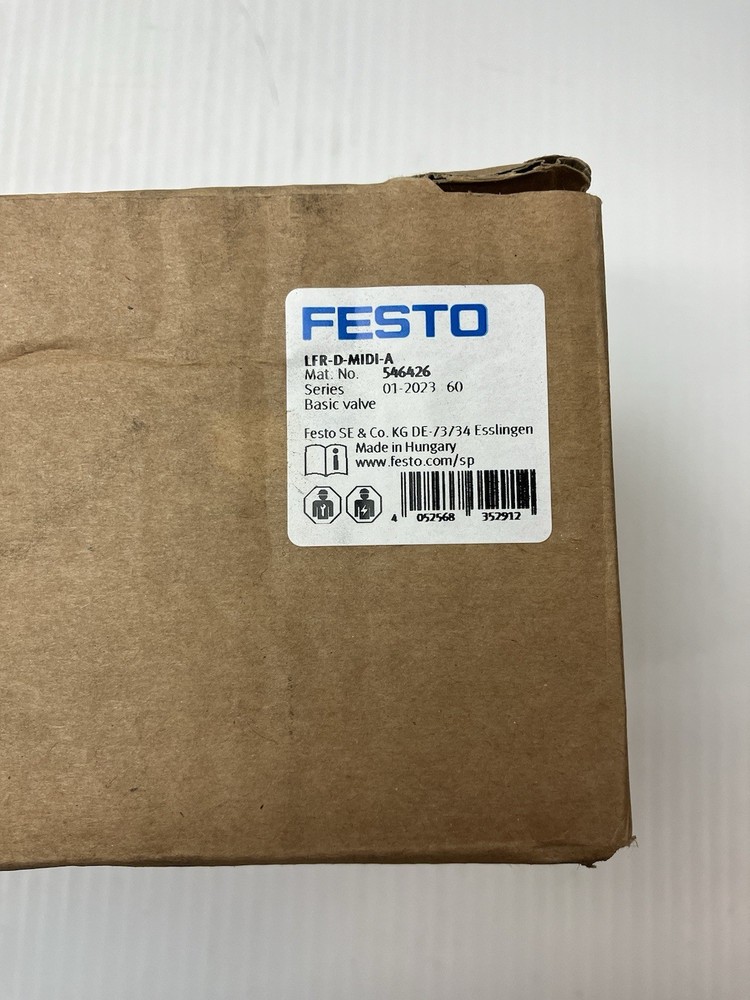 FESTO
LFR-D-MIDI-A
Mat. No. 546426
Series 01-2023 60
Basic valve
Festo SE & Co. KG DE-73734 Esslingen
Made in Hungary
www.festo.com/sp
4 052568 352912